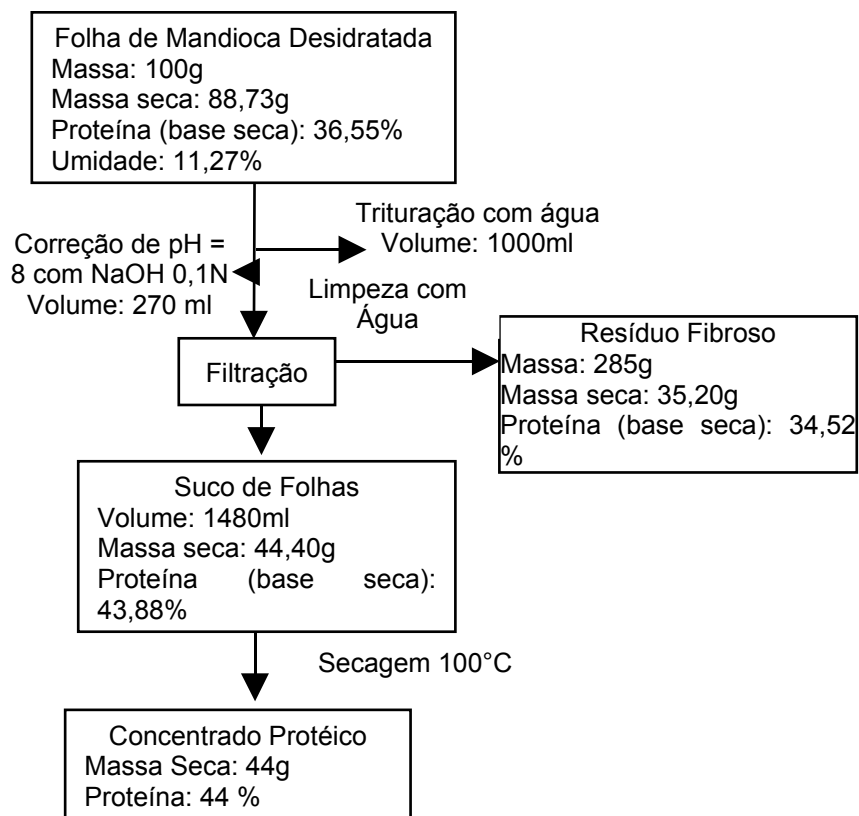 Folha de Mandioca Desidratada
Massa: 100g
Massa seca: 88,73g
Proteína (base seca): 36,55%
Umidade: 11,27%
Trituração com água
Volume: 1000ml
Correção de pH =
8 com NaOH 0,1N
Volume: 270 ml
Limpeza com
Água
Filtração
Resíduo Fibroso
Massa: 285g
Massa seca: 35,20g
Proteína (base seca): 34,52
%
Suco de Folhas
Volume: 1480ml
Massa seca: 44,40g
Proteína (base seca):
43,88%
Secagem 100°C
Concentrado Protéico
Massa Seca: 44g
Proteína: 44 %